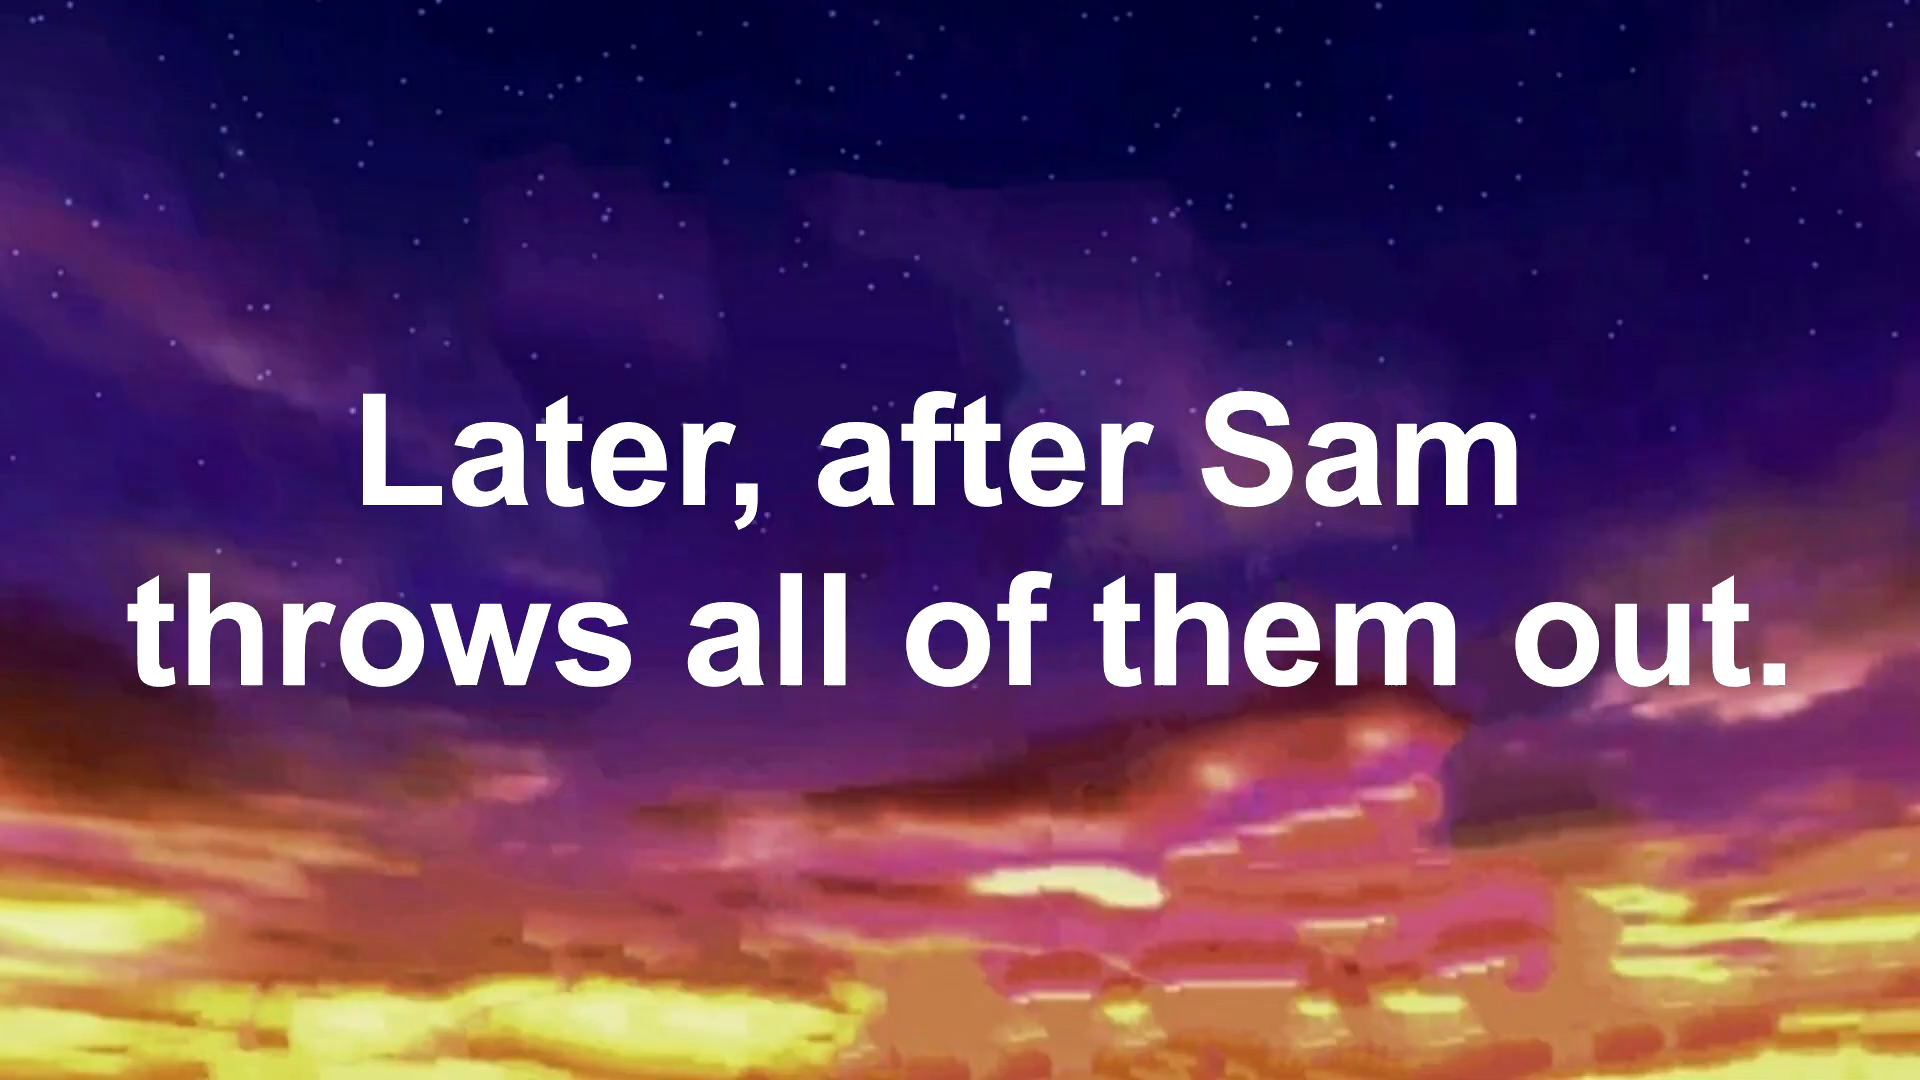 Later, after Sam
throws all of them out.